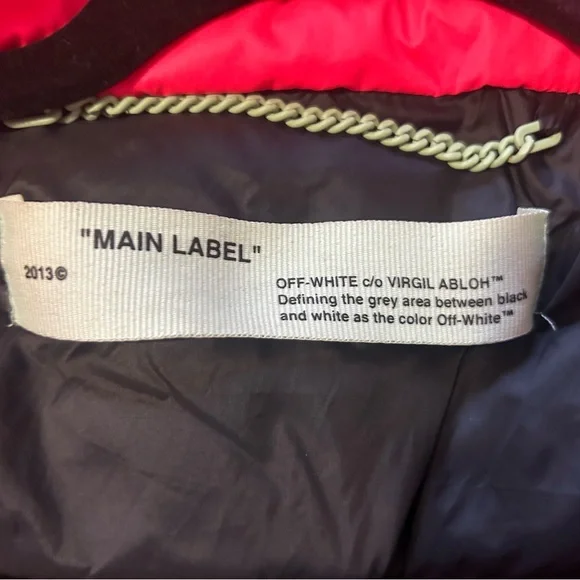 "MAIN LABEL"
2013©
OFF-WHITE c/o VIRGIL ABLOH™
Defining the grey area between black
and white as the color Off-White™